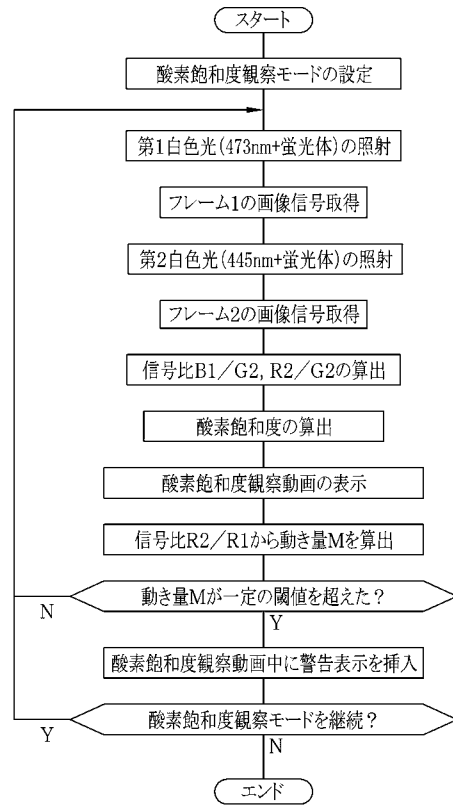 スタート
酸素飽和度観察モードの設定
第1白色光(473nm+蛍光体)の照射
フレーム1の画像信号取得
第2白色光(445nm+蛍光体)の照射
フレーム2の画像信号取得
信号比B1／G2, R2／G2の算出
酸素飽和度の算出
酸素飽和度観察動画の表示
信号比R2／R1から動き量Mを算出
動き量Mが一定の閾値を超えた？
N
Y
酸素飽和度観察動画中に警告表示を挿入
酸素飽和度観察モードを継続？
Y
N
エンド